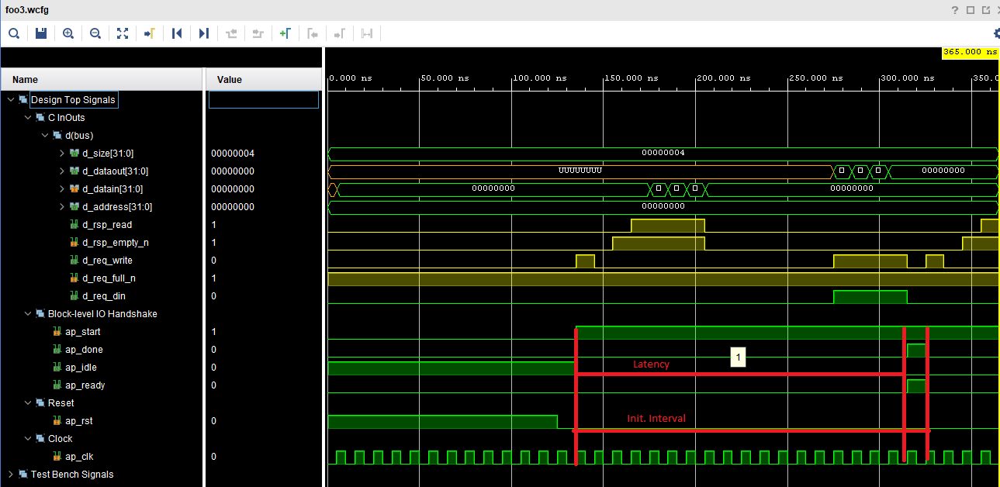 foo3.wcfg
365.000 ns
Name Value
0.000 ns 50.000 ns 100.000 ns 150.000 ns 200.000 ns 250.000 ns 300.000 ns 350.0
Design Top Signals
C InOuts
d(bus)
d_size[31:0] 00000004 00000004
d_dataout[31:0] 00000000 UUUUUUUU 00000000
d_datain[31:0] 00000000 00000000 00000000
d_address[31:0] 00000000 00000000
d_rsp_read 1
d_rsp_empty_n 1
d_req_write 0
d_req_full_n 1
d_req_din 0
Block-level IO Handshake
ap_start 1
ap_done 0
ap_idle 0
Latency 1
ap_ready 0
Reset
ap_rst 0
Init. Interval
Clock
ap_clk 0
Test Bench Signals